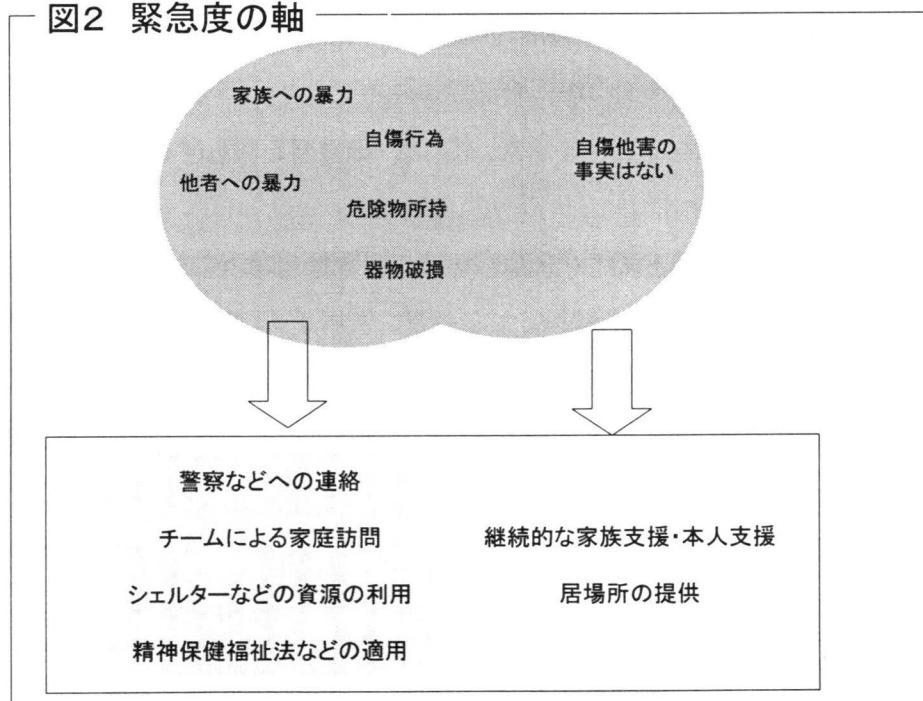 図2 緊急度の軸
家族への暴力
自傷行為
他者への暴力
危険物所持
器物破損
自傷他害の
事実はない
警察などへの連絡
チームによる家庭訪問
シェルターなどの資源の利用
精神保健福祉法などの適用
継続的な家族支援・本人支援
居場所の提供